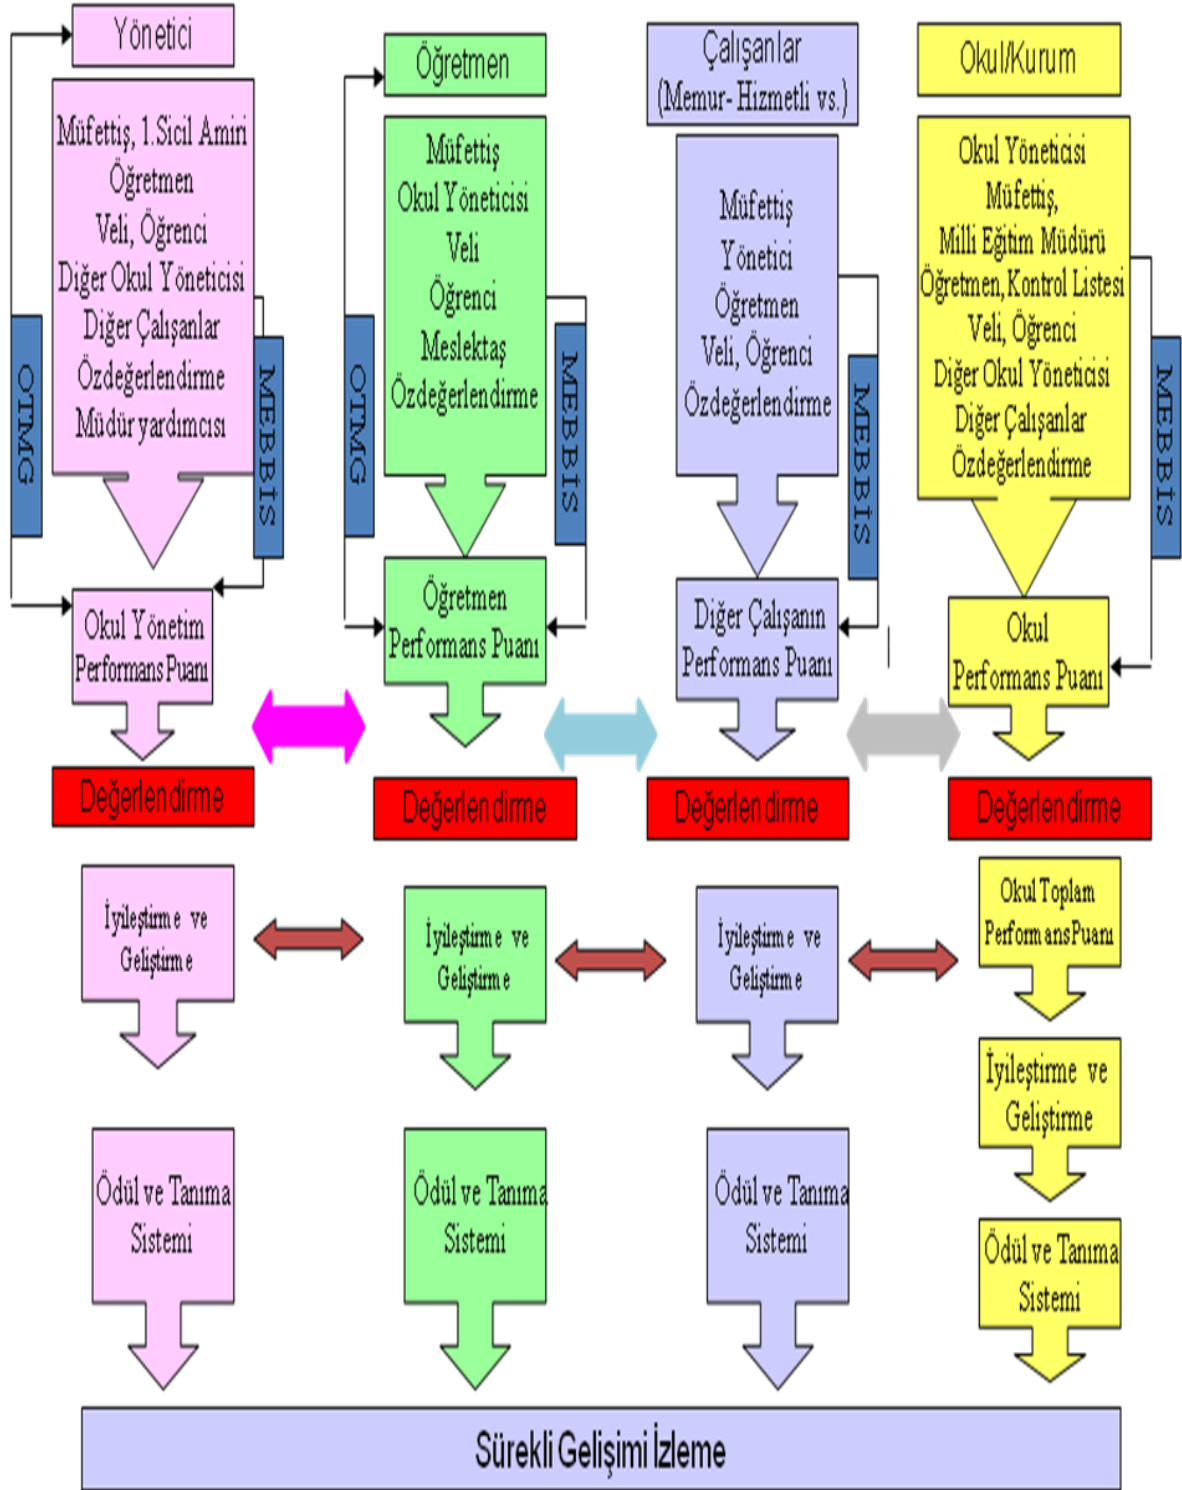 Yönetici
Müfettiş, 1.Sicil Amiri
Öğretmen
Veli, Öğrenci
Diğer Okul Yöneticisi
Diğer Çalışanlar
Özdeğerlendirme
Müdür yardımcısı
OTMG
MEBBİS
Okul Yönetim
Performans Puanı
Değerlendirme
İyileştirme ve
Geliştirme
Ödül ve Tanıma
Sistemi
Öğretmen
Müfettiş
Okul Yöneticisi
Veli
Öğrenci
Meslektaş
Özdeğerlendirme
OTMG
MEBBİS
Öğretmen
Performans Puanı
Değerlendirme
İyileştirme ve
Geliştirme
Ödül ve Tanıma
Sistemi
Çalışanlar
(Memur- Hizmetli vs.)
Müfettiş
Yönetici
Öğretmen
Veli, Öğrenci
Özdeğerlendirme
MEBBİS
Diğer Çalışanın
Performans Puanı
Değerlendirme
İyileştirme ve
Geliştirme
Ödül ve Tanıma
Sistemi
Okul/Kurum
Okul Yöneticisi
Müfettiş,
Milli Eğitim Müdürü
Öğretmen, Kontrol Listesi
Veli, Öğrenci
Diğer Okul Yöneticisi
Diğer Çalışanlar
Özdeğerlendirme
MEBBİS
Okul
Performans Puanı
Değerlendirme
Okul Toplam
Performans Puanı
İyileştirme ve
Geliştirme
Ödül ve Tanıma
Sistemi
Sürekli Gelişimi İzleme